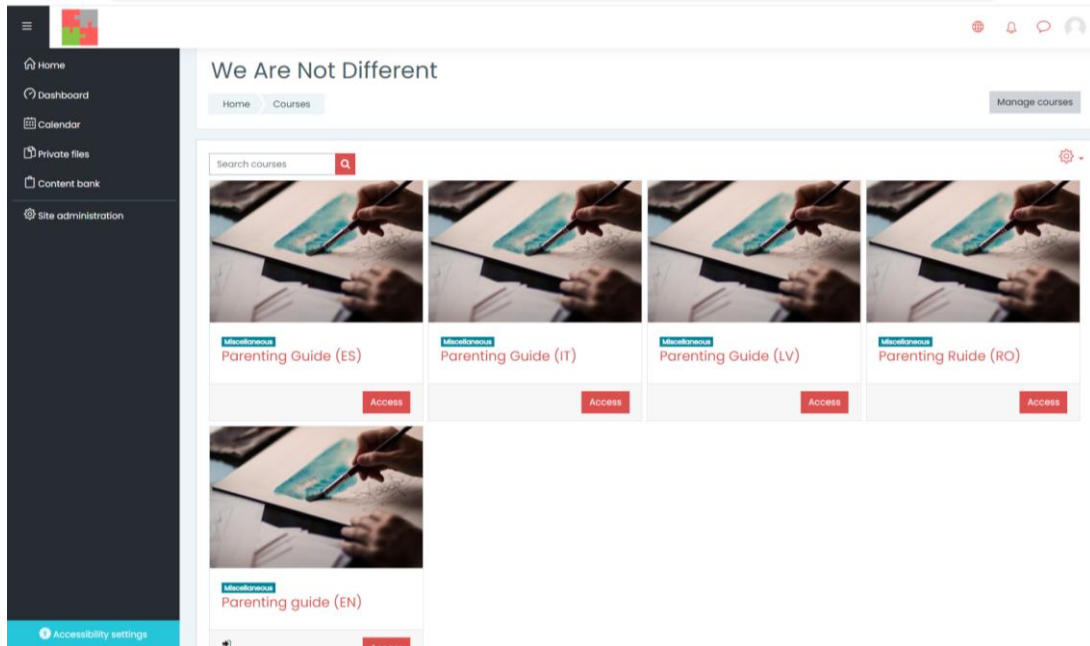 Home
We Are Not Different
Dashboard
Home Courses
Manage courses
Calendar
Private files
Content bank
Search courses
Site administration
Miscellaneous
Parenting Guide (ES)
Access
Miscellaneous
Parenting Guide (IT)
Access
Miscellaneous
Parenting Guide (LV)
Access
Miscellaneous
Parenting Ruide (RO)
Access
Miscellaneous
Parenting guide (EN)
Accessibility settings